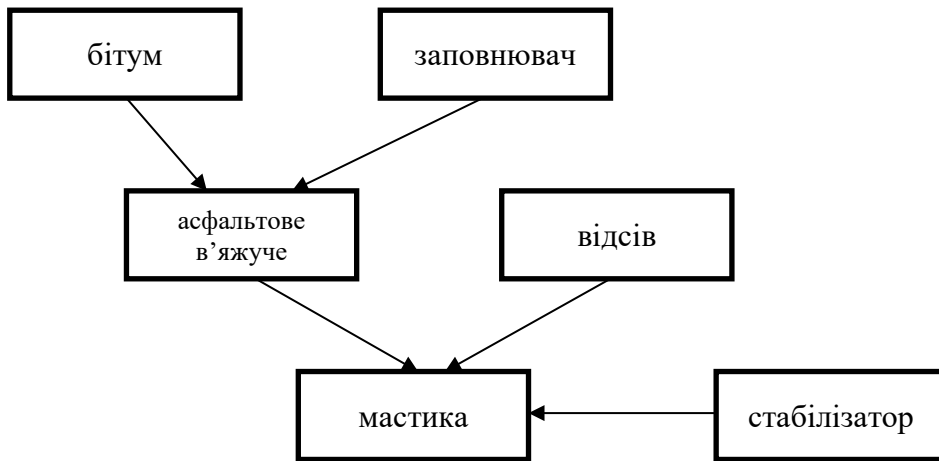 бітум
заповнювач
асфальтове
в’яжуче
відсів
мастика
стабілізатор